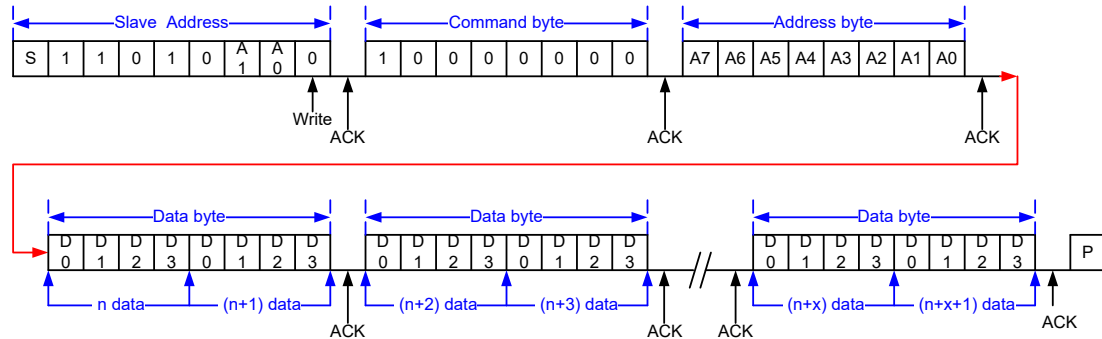 Slave Address Command byte Address byte
S 1 1 0 1 0 A1 A0 0 1 0 0 0 0 0 0 0 A7 A6 A5 A4 A3 A2 A1 A0
Write
ACK ACK ACK
Data byte Data byte Data byte
D0 D1 D2 D3 D0 D1 D2 D3 D0 D1 D2 D3 D0 D1 D2 D3 D0 D1 D2 D3 D0 D1 D2 D3 P
n data (n+1) data (n+2) data (n+3) data (n+x) data (n+x+1) data
ACK ACK ACK ACK